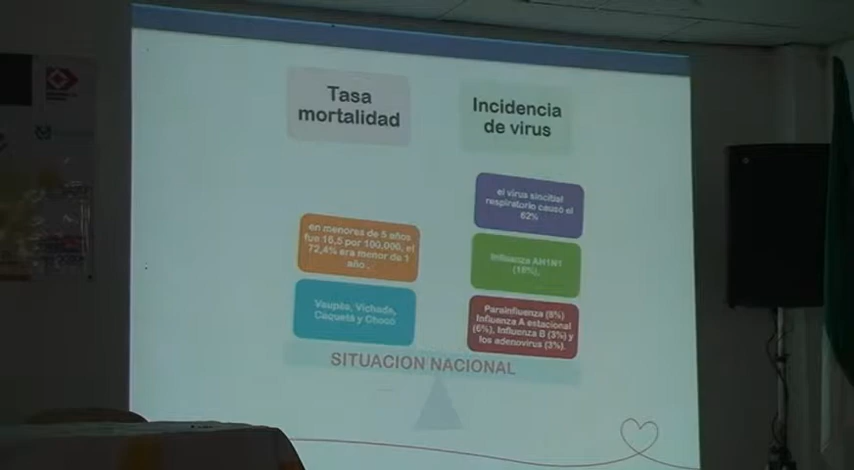 Tasa
mortalidad
Incidencia
de virus
en menores de 5 años
fue 16,5 por 100,000, el
72,4% era menor de 1
año.
Vaupés, Vichada,
Caquetá y Choco
el virus sincitial
respiratorio causó el
62%
Influenza AH1N1
(18%),
Parainfluenza (8%)
Influenza A estacional
(6%), Influenza B (3%) y
los adenovirus (3%).
SITUACION NACIONAL